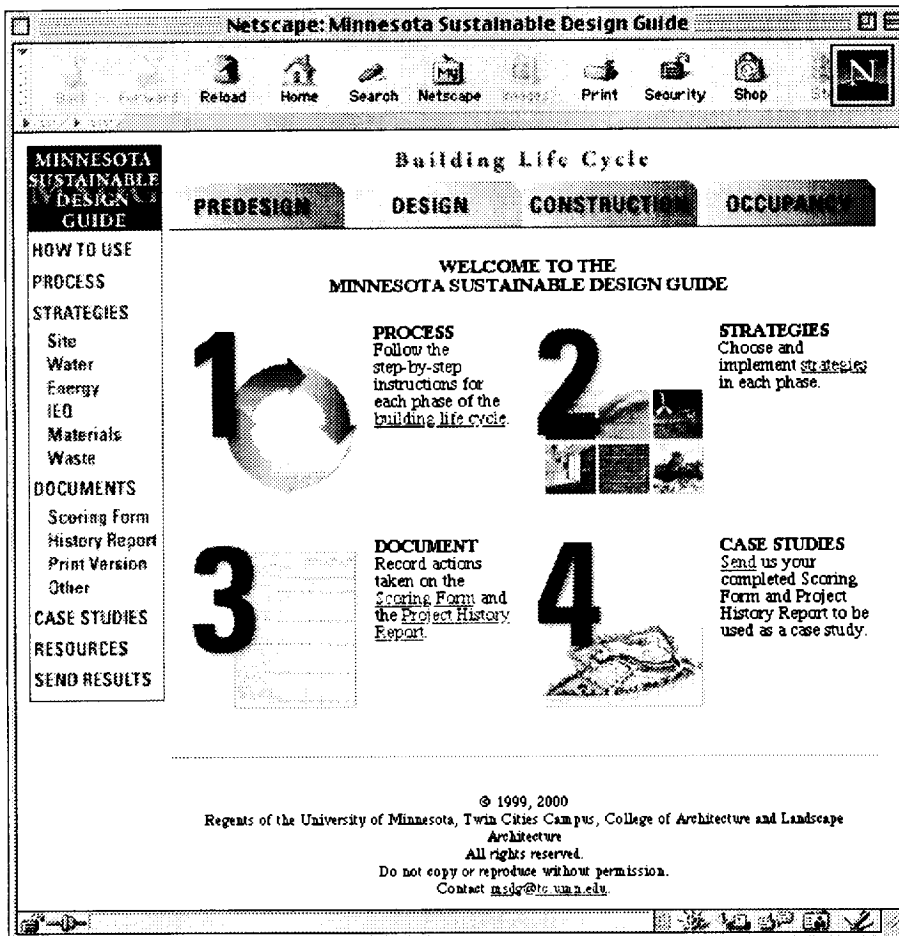 Netscape: Minnesota Sustainable Design Guide
Reload Home Search Netscape Images Print Security Shop
N
MINNESOTA
SUSTAINABLE
DESIGN
GUIDE
HOW TO USE
PROCESS
STRATEGIES
Site
Water
Energy
IEQ
Materials
Waste
DOCUMENTS
Scoring Form
History Report
Print Version
Other
CASE STUDIES
RESOURCES
SEND RESULTS
Building Life Cycle
PREDESIGN DESIGN CONSTRUCTION OCCUPANCY
WELCOME TO THE
MINNESOTA SUSTAINABLE DESIGN GUIDE
1
PROCESS
Follow the
step-by-step
instructions for
each phase of the
building life cycle.
2
STRATEGIES
Choose and
implement strategies
in each phase.
3
DOCUMENT
Record actions
taken on the
Scoring Form and
the Project History
Report.
4
CASE STUDIES
Send us your
completed Scoring
Form and Project
History Report to be
used as a case study.
© 1999, 2000
Regents of the University of Minnesota, Twin Cities Campus, College of Architecture and Landscape
Architecture
All rights reserved.
Do not copy or reproduce without permission.
Contact msdg@tc.umn.edu.